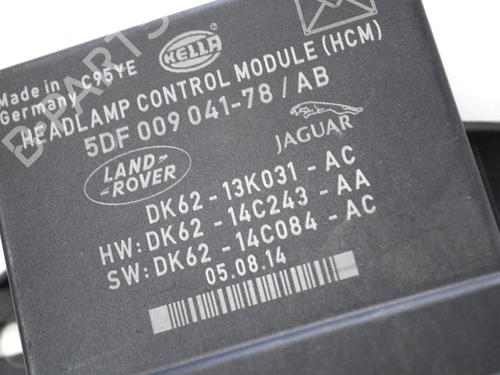 Made in
Germany
C95YE
HELLA
HEADLAMP CONTROL MODULE (HCM)
5DF 009 041-78 / AB
LAND-
ROVER
JAGUAR
DK62 - 13K031 - AC
HW: DK62 - 14C243 - AA
SW: DK62 - 14C084 - AC
05.08.14